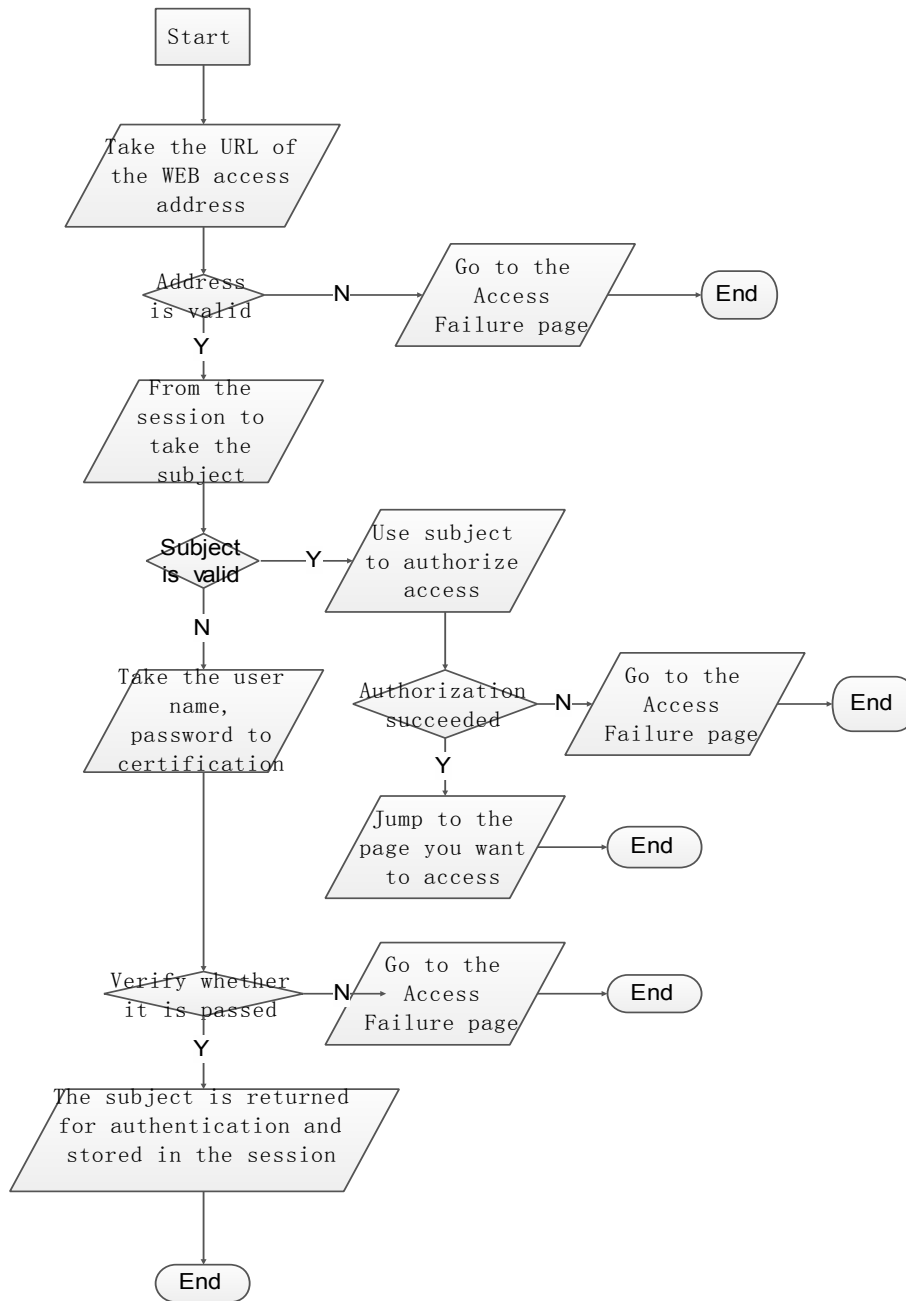 Start
Take the URL of
the WEB access
address
Address
is valid
N
Go to the
Access
Failure page
End
Y
From the
session to
take the
subject
Subject
is valid
Y
Use subject
to authorize
access
N
Take the user
name,
password to
certification
Authorization
succeeded
N
Go to the
Access
Failure page
End
Y
Jump to the
page you want
to access
End
Verify whether
it is passed
N
Go to the
Access
Failure page
End
Y
The subject is returned
for authentication and
stored in the session
End